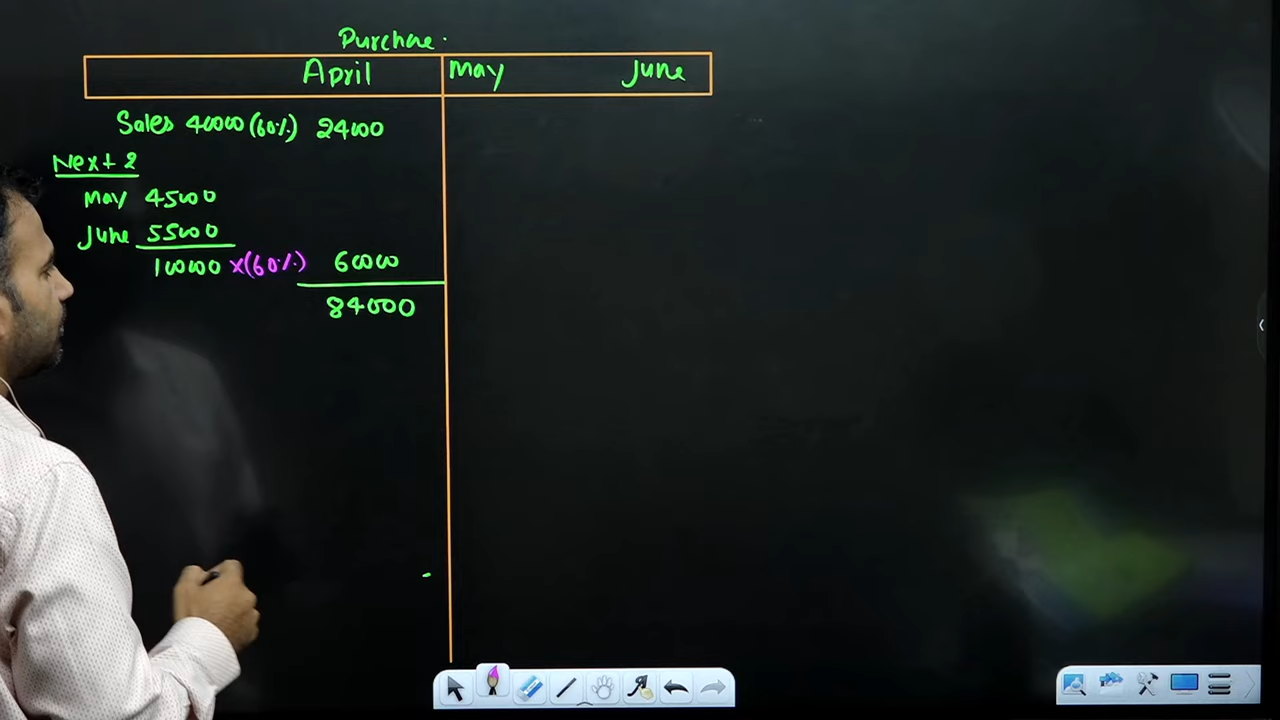 Purchase.
April May June
Sales 40000 (60%) 24000
Next 2
May 45000
June 55000
100000 x(60%) 60000
84000